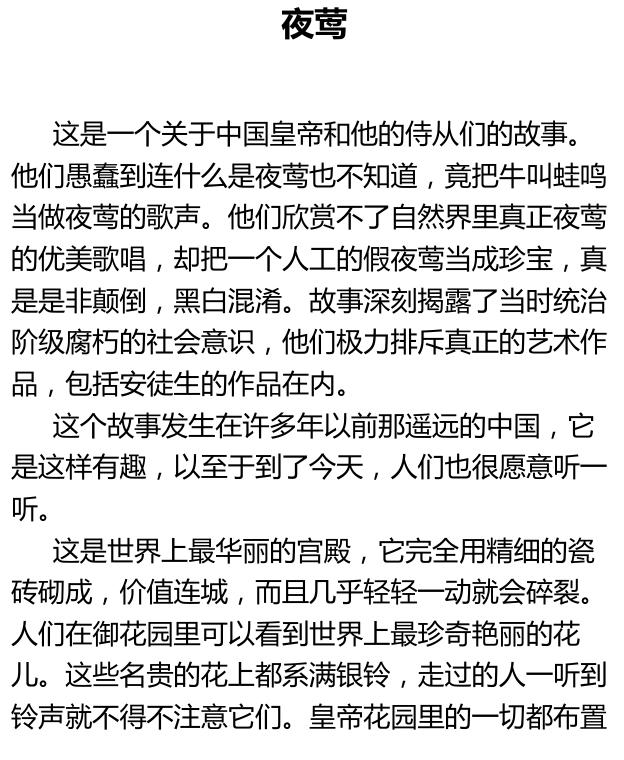 夜莺
这是一个关于中国皇帝和他的侍从们的故事。
他们愚蠢到连什么是夜莺也不知道，竟把牛叫蛙鸣
当做夜莺的歌声。他们欣赏不了自然界里真正夜莺
的优美歌唱，却把一个人工的假夜莺当成珍宝，真
是是非颠倒，黑白混淆。故事深刻揭露了当时统治
阶级腐朽的社会意识，他们极力排斥真正的艺术作
品，包括安徒生的作品在内。
这个故事发生在许多年以前那遥远的中国，它
是这样有趣，以至于到了今天，人们也很愿意听一
听。
这是世界上最华丽的宫殿，它完全用精细的瓷
砖砌成，价值连城，而且几乎轻轻一动就会碎裂。
人们在御花园里可以看到世界上最珍奇艳丽的花
儿。这些名贵的花上都系满银铃，走过的人一听到
铃声就不得不注意它们。皇帝花园里的一切都布置